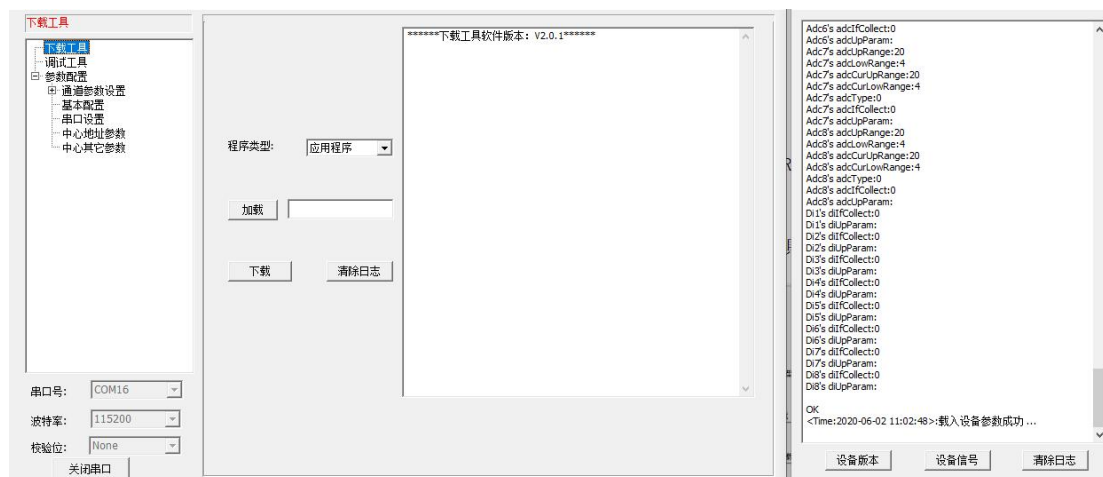 下载工具
下载工具
调试工具
参数配置
通道参数设置
基本配置
串口设置
中心地址参数
中心其它参数
串口号:
COM16
波特率:
115200
校验位:
None
关闭串口
程序类型:
应用程序
加载
下载
清除日志
******下载工具软件版本: V2.0.1******
Adc6's adcIfCollect:0
Adc6's adcUpParam:
Adc7's adcUpRange:20
Adc7's adcLowRange:4
Adc7's adcCurUpRange:20
Adc7's adcCurLowRange:4
Adc7's adcType:0
Adc7's adcIfCollect:0
Adc7's adcUpParam:
Adc8's adcUpRange:20
Adc8's adcLowRange:4
Adc8's adcCurUpRange:20
Adc8's adcCurLowRange:4
Adc8's adcType:0
Adc8's adcIfCollect:0
Adc8's adcUpParam:
Di1's diIfCollect:0
Di1's diUpParam:
Di2's diIfCollect:0
Di2's diUpParam:
Di3's diIfCollect:0
Di3's diUpParam:
Di4's diIfCollect:0
Di4's diUpParam:
Di5's diIfCollect:0
Di5's diUpParam:
Di6's diIfCollect:0
Di6's diUpParam:
Di7's diIfCollect:0
Di7's diUpParam:
Di8's diIfCollect:0
Di8's diUpParam:
OK
<Time:2020-06-02 11:02:48>:载入设备参数成功 ...
设备版本
设备信号
清除日志